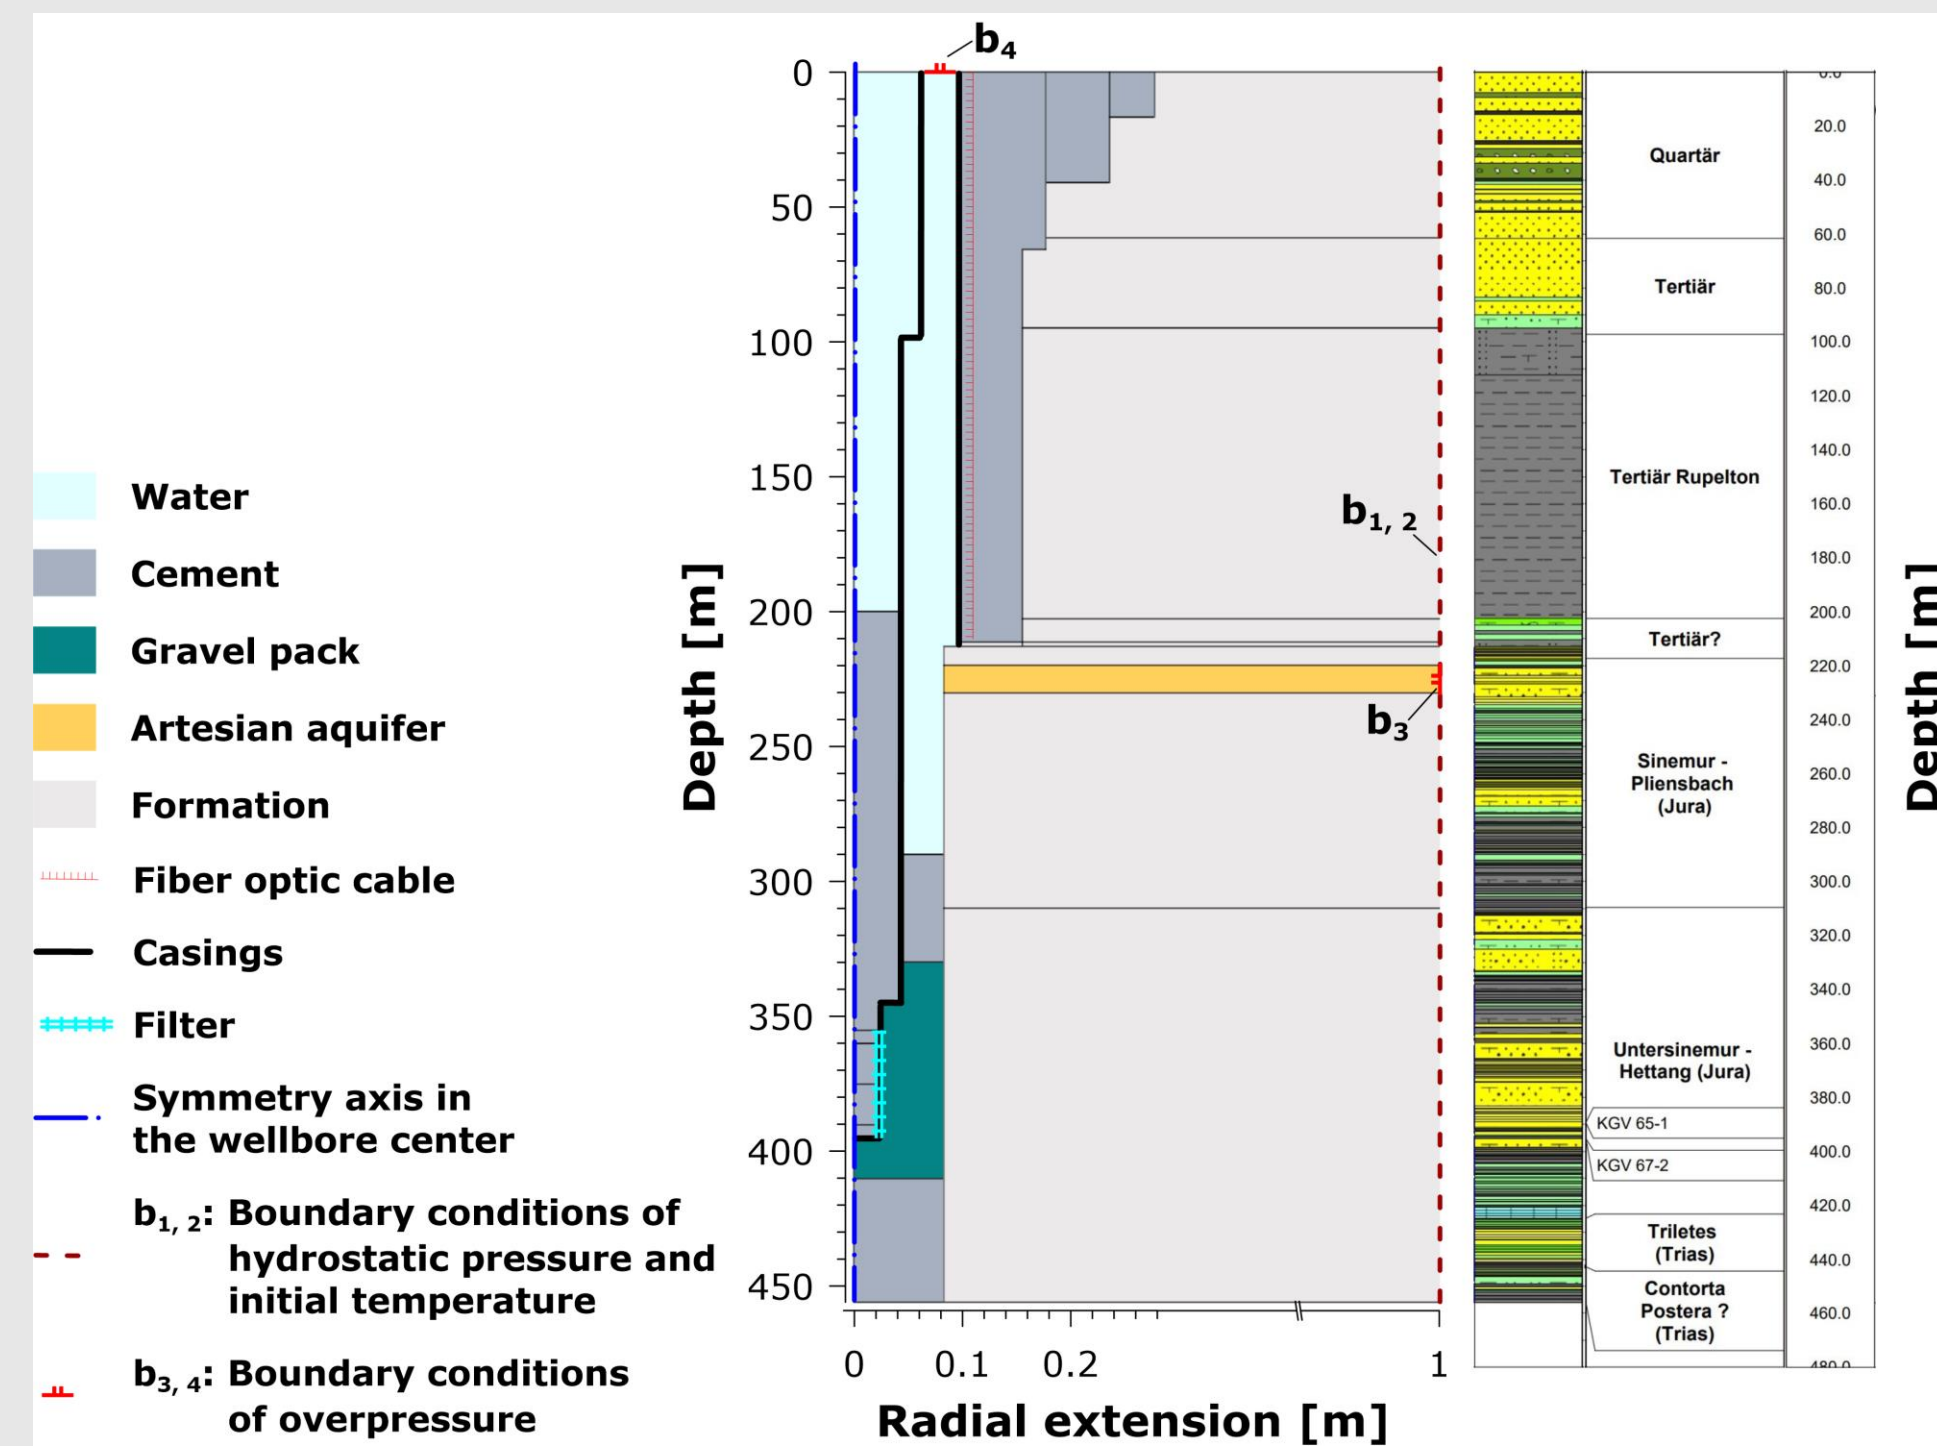 b4
0
50
100
150
200
250
300
350
400
450
Depth [m]
Water
Cement
Gravel pack
Artesian aquifer
Formation
Fiber optic cable
Casings
Filter
Symmetry axis in
the wellbore center
b1, 2: Boundary conditions of
hydrostatic pressure and
initial temperature
b3, 4: Boundary conditions
of overpressure
b1, 2
b3
0 0.1 0.2 1
Radial extension [m]
Quartär
Tertiär
Tertiär Rupelton
Tertiär?
Sinemur -
Pliensbach
(Jura)
Untersinemur -
Hettang (Jura)
KGV 65-1
KGV 67-2
Triletes
(Trias)
Contorta
Postera ?
(Trias)
0.0
20.0
40.0
60.0
80.0
100.0
120.0
140.0
160.0
180.0
200.0
220.0
240.0
260.0
280.0
300.0
320.0
340.0
360.0
380.0
400.0
420.0
440.0
460.0
480.0
Depth [m]